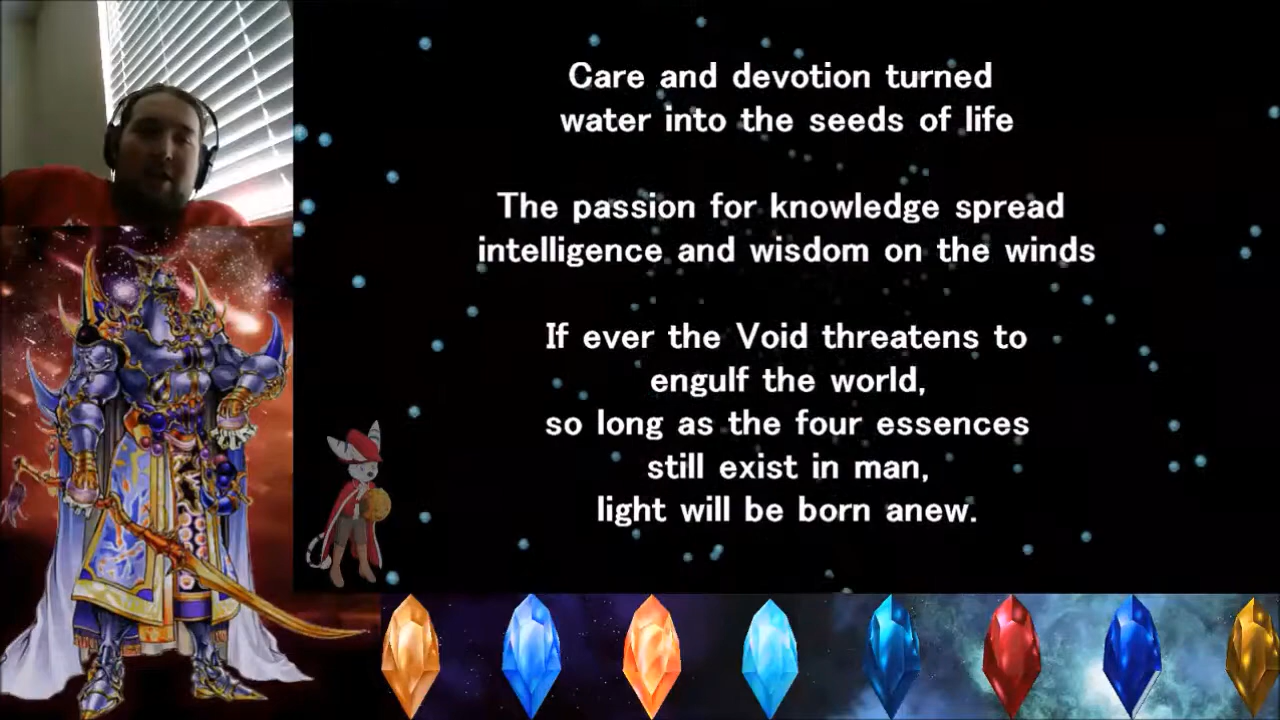 Care and devotion turned
water into the seeds of life
The passion for knowledge spread
intelligence and wisdom on the winds
If ever the Void threatens to
engulf the world,
so long as the four essences
still exist in man,
light will be born anew.